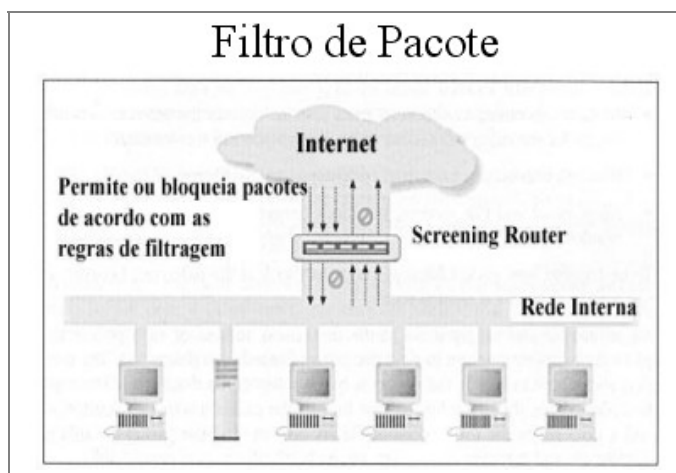 Filtro de Pacote
Internet
Permite ou bloqueia pacotes
de acordo com as
regras de filtragem
Screening Router
Rede Interna